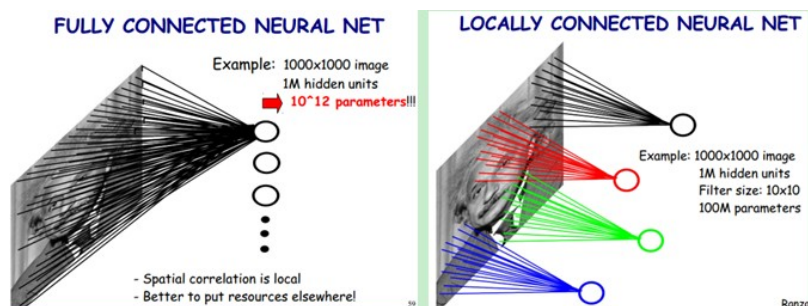 FULLY CONNECTED NEURAL NET
Example: 1000x1000 image
1M hidden units
10^12 parameters!!!
- Spatial correlation is local
- Better to put resources elsewhere!
59
LOCALLY CONNECTED NEURAL NET
Example: 1000x1000 image
1M hidden units
Filter size: 10x10
100M parameters